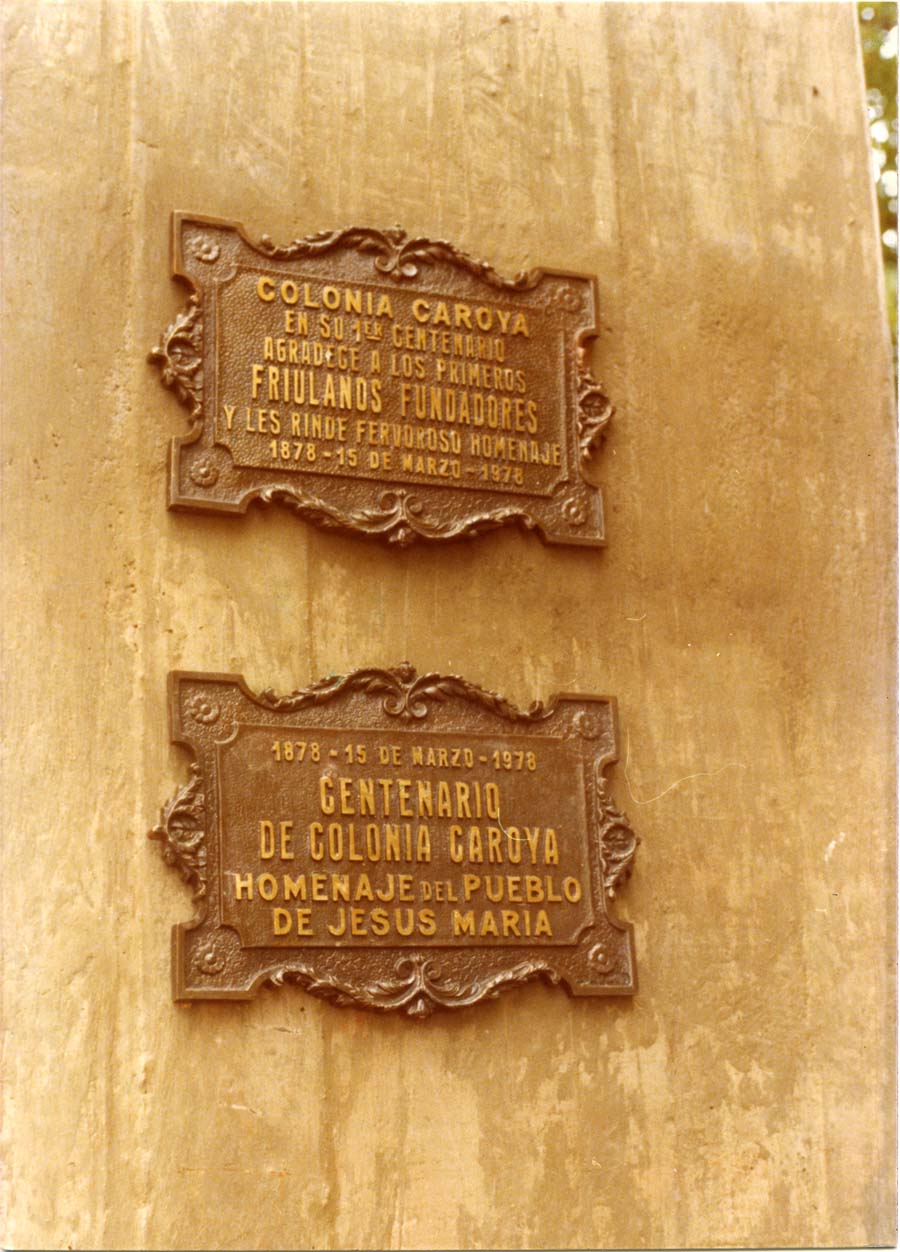 COLONIA CAROYA
EN SU 1ER CENTENARIO
AGRADECE A LOS PRIMEROS
FRIULANOS FUNDADORES
Y LES RINDE FERVOROSO HOMENAJE
1878 - 15 DE MARZO - 1978
1878 - 15 DE MARZO - 1978
CENTENARIO
DE COLONIA CAROYA
HOMENAJE DEL PUEBLO
DE JESUS MARIA